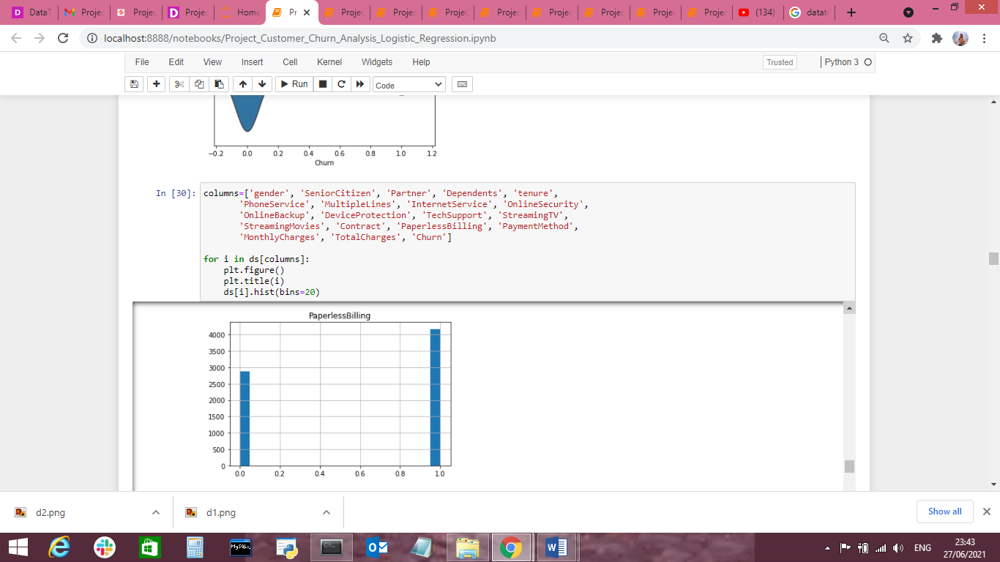 DataT
Projec
Projec
Projec
Home
Pr
Projec
Projec
Projec
Projec
Projec
Projec
Projec
Projec
(134)
datat
localhost:8888/notebooks/Project_Customer_Churn_Analysis_Logistic_Regression.ipynb
File Edit View Insert Cell Kernel Widgets Help
Trusted
Python 3
Run
Code
−0.2 0.0 0.2 0.4 0.6 0.8 1.0 1.2
Churn
In [30]:
columns=['gender', 'SeniorCitizen', 'Partner', 'Dependents', 'tenure',
'PhoneService', 'MultipleLines', 'InternetService', 'OnlineSecurity',
'OnlineBackup', 'DeviceProtection', 'TechSupport', 'StreamingTV',
'StreamingMovies', 'Contract', 'PaperlessBilling', 'PaymentMethod',
'MonthlyCharges', 'TotalCharges', 'Churn']
for i in ds[columns]:
plt.figure()
plt.title(i)
ds[i].hist(bins=20)
PaperlessBilling
4000
3500
3000
2500
2000
1500
1000
500
0
0.0 0.2 0.4 0.6 0.8 1.0
d2.png
d1.png
Show all
MySQL
ENG
23:43
27/06/2021